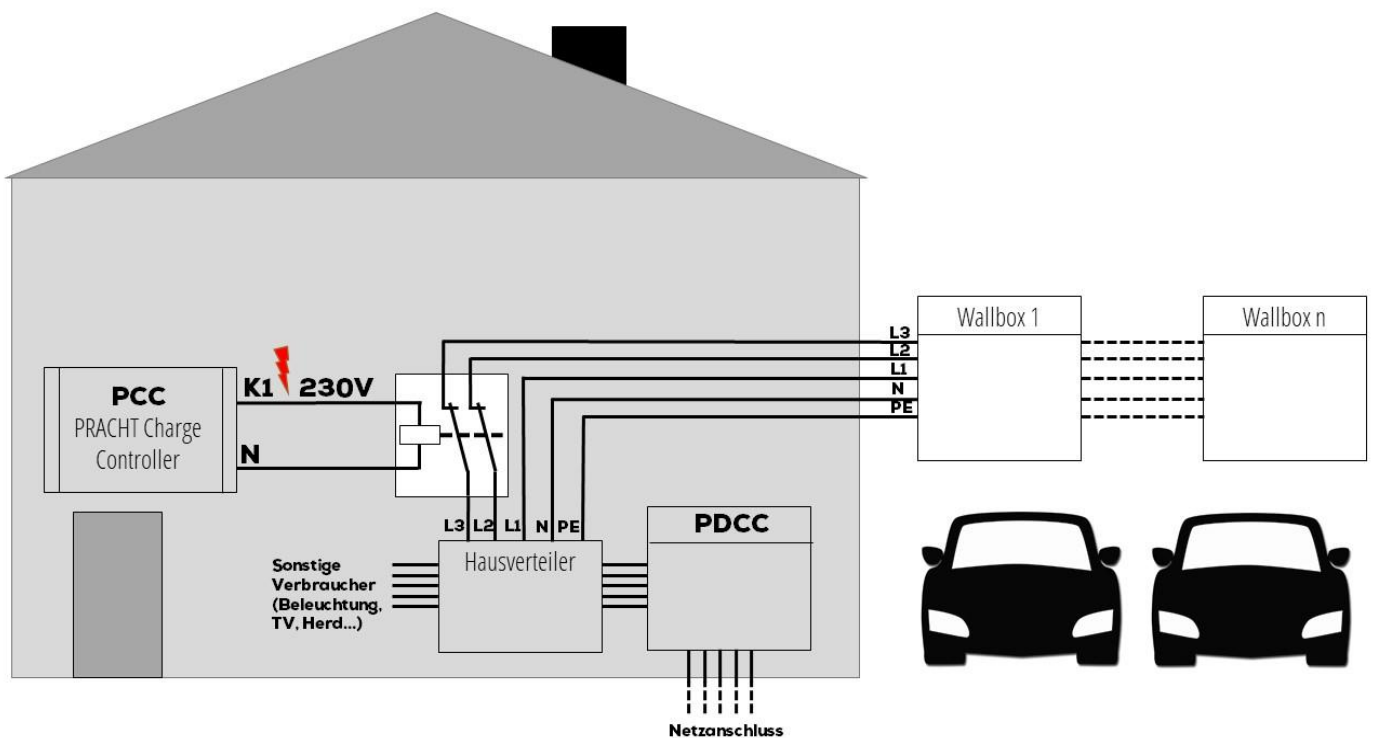 Wallbox 1
Wallbox n
L3
L2
L1
N
PE
PCC
PRACHT Charge
Controller
K1 230V
N
L3 L2 L1 N PE
Hausverteiler
PDCC
Sonstige
Verbraucher
(Beleuchtung,
TV, Herd...)
Netzanschluss